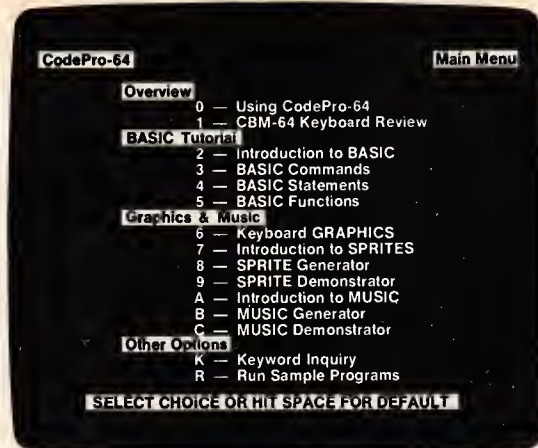 CodePro-64 Main Menu
Overview
0 — Using CodePro-64
1 — CBM-64 Keyboard Review
BASIC Tutorial
2 — Introduction to BASIC
3 — BASIC Commands
4 — BASIC Statements
5 — BASIC Functions
Graphics & Music
6 — Keyboard GRAPHICS
7 — Introduction to SPRITES
8 — SPRITE Generator
9 — SPRITE Demonstrator
A — Introduction to MUSIC
B — MUSIC Generator
C — MUSIC Demonstrator
Other Options
K — Keyword Inquiry
R — Run Sample Programs
SELECT CHOICE OR HIT SPACE FOR DEFAULT